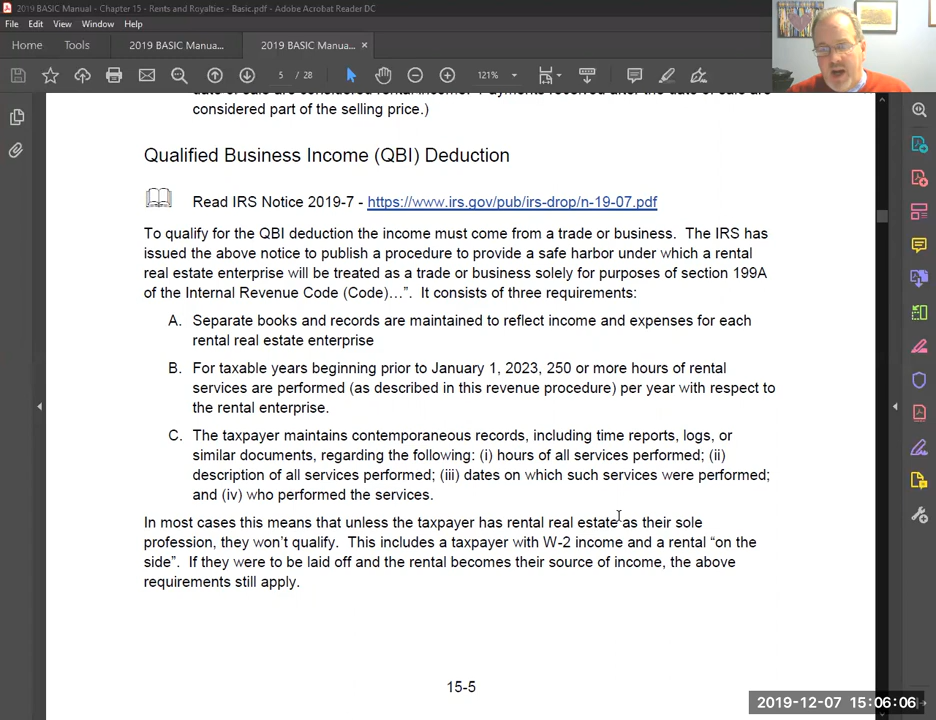 2019 BASIC Manual - Chapter 15 - Rents and Royalties - Basic.pdf - Adobe Acrobat Reader DC
File Edit View Window Help
Home Tools 2019 BASIC Manua... 2019 BASIC Manua... ×
5 / 28 121%
considered part of the selling price.)
Qualified Business Income (QBI) Deduction
Read IRS Notice 2019-7 - https://www.irs.gov/pub/irs-drop/n-19-07.pdf
To qualify for the QBI deduction the income must come from a trade or business. The IRS has
issued the above notice to publish a procedure to provide a safe harbor under which a rental
real estate enterprise will be treated as a trade or business solely for purposes of section 199A
of the Internal Revenue Code (Code)…”. It consists of three requirements:
A. Separate books and records are maintained to reflect income and expenses for each
rental real estate enterprise
B. For taxable years beginning prior to January 1, 2023, 250 or more hours of rental
services are performed (as described in this revenue procedure) per year with respect to
the rental enterprise.
C. The taxpayer maintains contemporaneous records, including time reports, logs, or
similar documents, regarding the following: (i) hours of all services performed; (ii)
description of all services performed; (iii) dates on which such services were performed;
and (iv) who performed the services.
In most cases this means that unless the taxpayer has rental real estate as their sole
profession, they won’t qualify. This includes a taxpayer with W-2 income and a rental “on the
side”. If they were to be laid off and the rental becomes their source of income, the above
requirements still apply.
15-5
2019-12-07 15:06:06